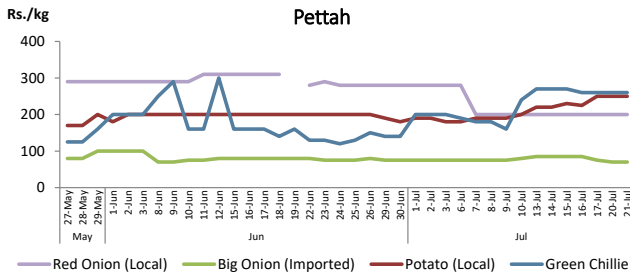 Rs./kg
Pettah
400
300
200
100
0
27-May 28-May 29-May 1-Jun 2-Jun 3-Jun 8-Jun 9-Jun 10-Jun 11-Jun 12-Jun 15-Jun 16-Jun 17-Jun 18-Jun 19-Jun 22-Jun 23-Jun 24-Jun 25-Jun 26-Jun 29-Jun 30-Jun 1-Jul 2-Jul 3-Jul 6-Jul 7-Jul 8-Jul 9-Jul 10-Jul 13-Jul 14-Jul 15-Jul 16-Jul 17-Jul 20-Jul 21-Jul
May Jun Jul
Red Onion (Local) Big Onion (Imported) Potato (Local) Green Chillie